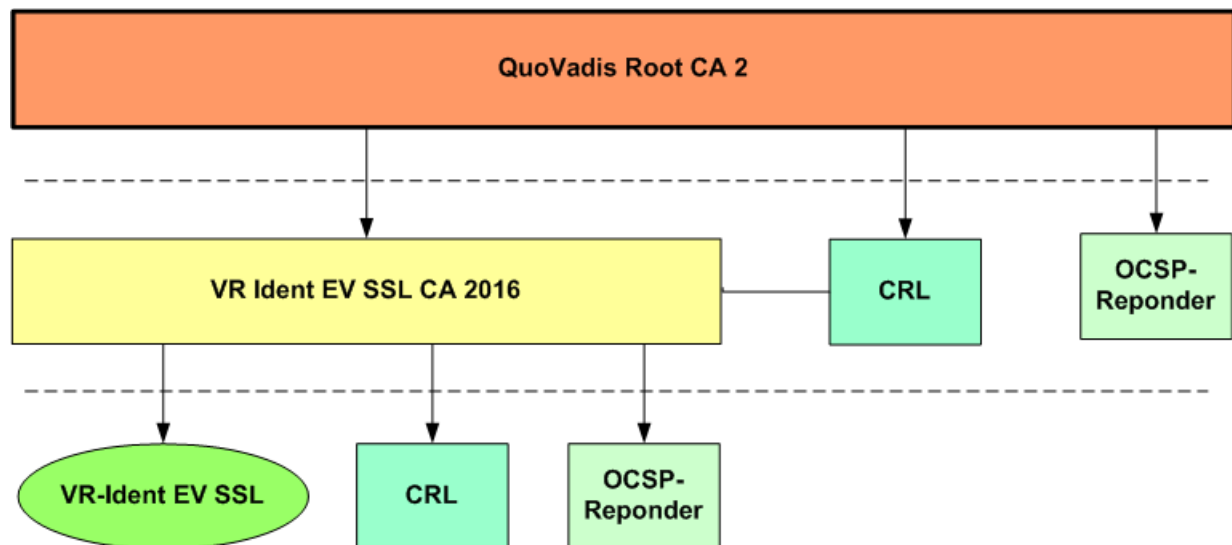 QuoVadis Root CA 2
VR Ident EV SSL CA 2016
CRL
OCSP-
Reponder
VR-Ident EV SSL
CRL
OCSP-
Reponder